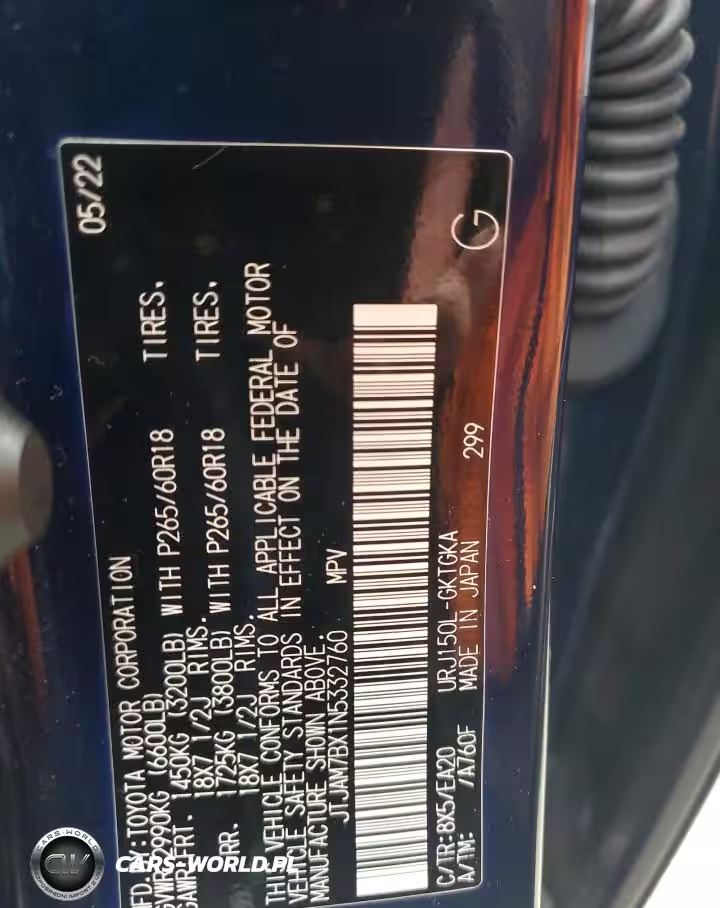 MFD. BY:TOYOTA MOTOR CORPORATION 05/22
GVWR 2990KG (6600LB)
GAWR FRT. 1450KG (3200LB) WITH P265/60R18 TIRES.
18X7 1/2J RIMS.
RR. 1725KG (3800LB) WITH P265/60R18 TIRES.
18X7 1/2J RIMS.
THIS VEHICLE CONFORMS TO ALL APPLICABLE FEDERAL MOTOR
VEHICLE SAFETY STANDARDS IN EFFECT ON THE DATE OF
MANUFACTURE SHOWN ABOVE.
JTJAM7BX1N5332760 MPV
C/TR:8X5/EA20 URJ150L-GKTGKA
A/TM: /A760F MADE IN JAPAN 299
G
CW
CARS-WORLD.PL